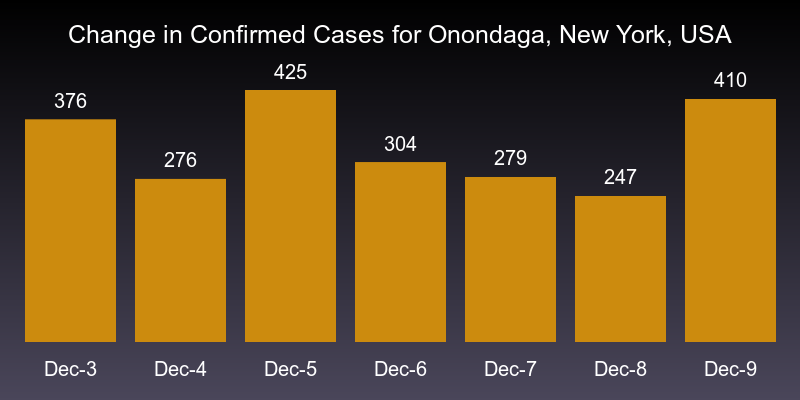 Change in Confirmed Cases for Onondaga, New York, USA
376
276
425
304
279
247
410
Dec-3
Dec-4
Dec-5
Dec-6
Dec-7
Dec-8
Dec-9